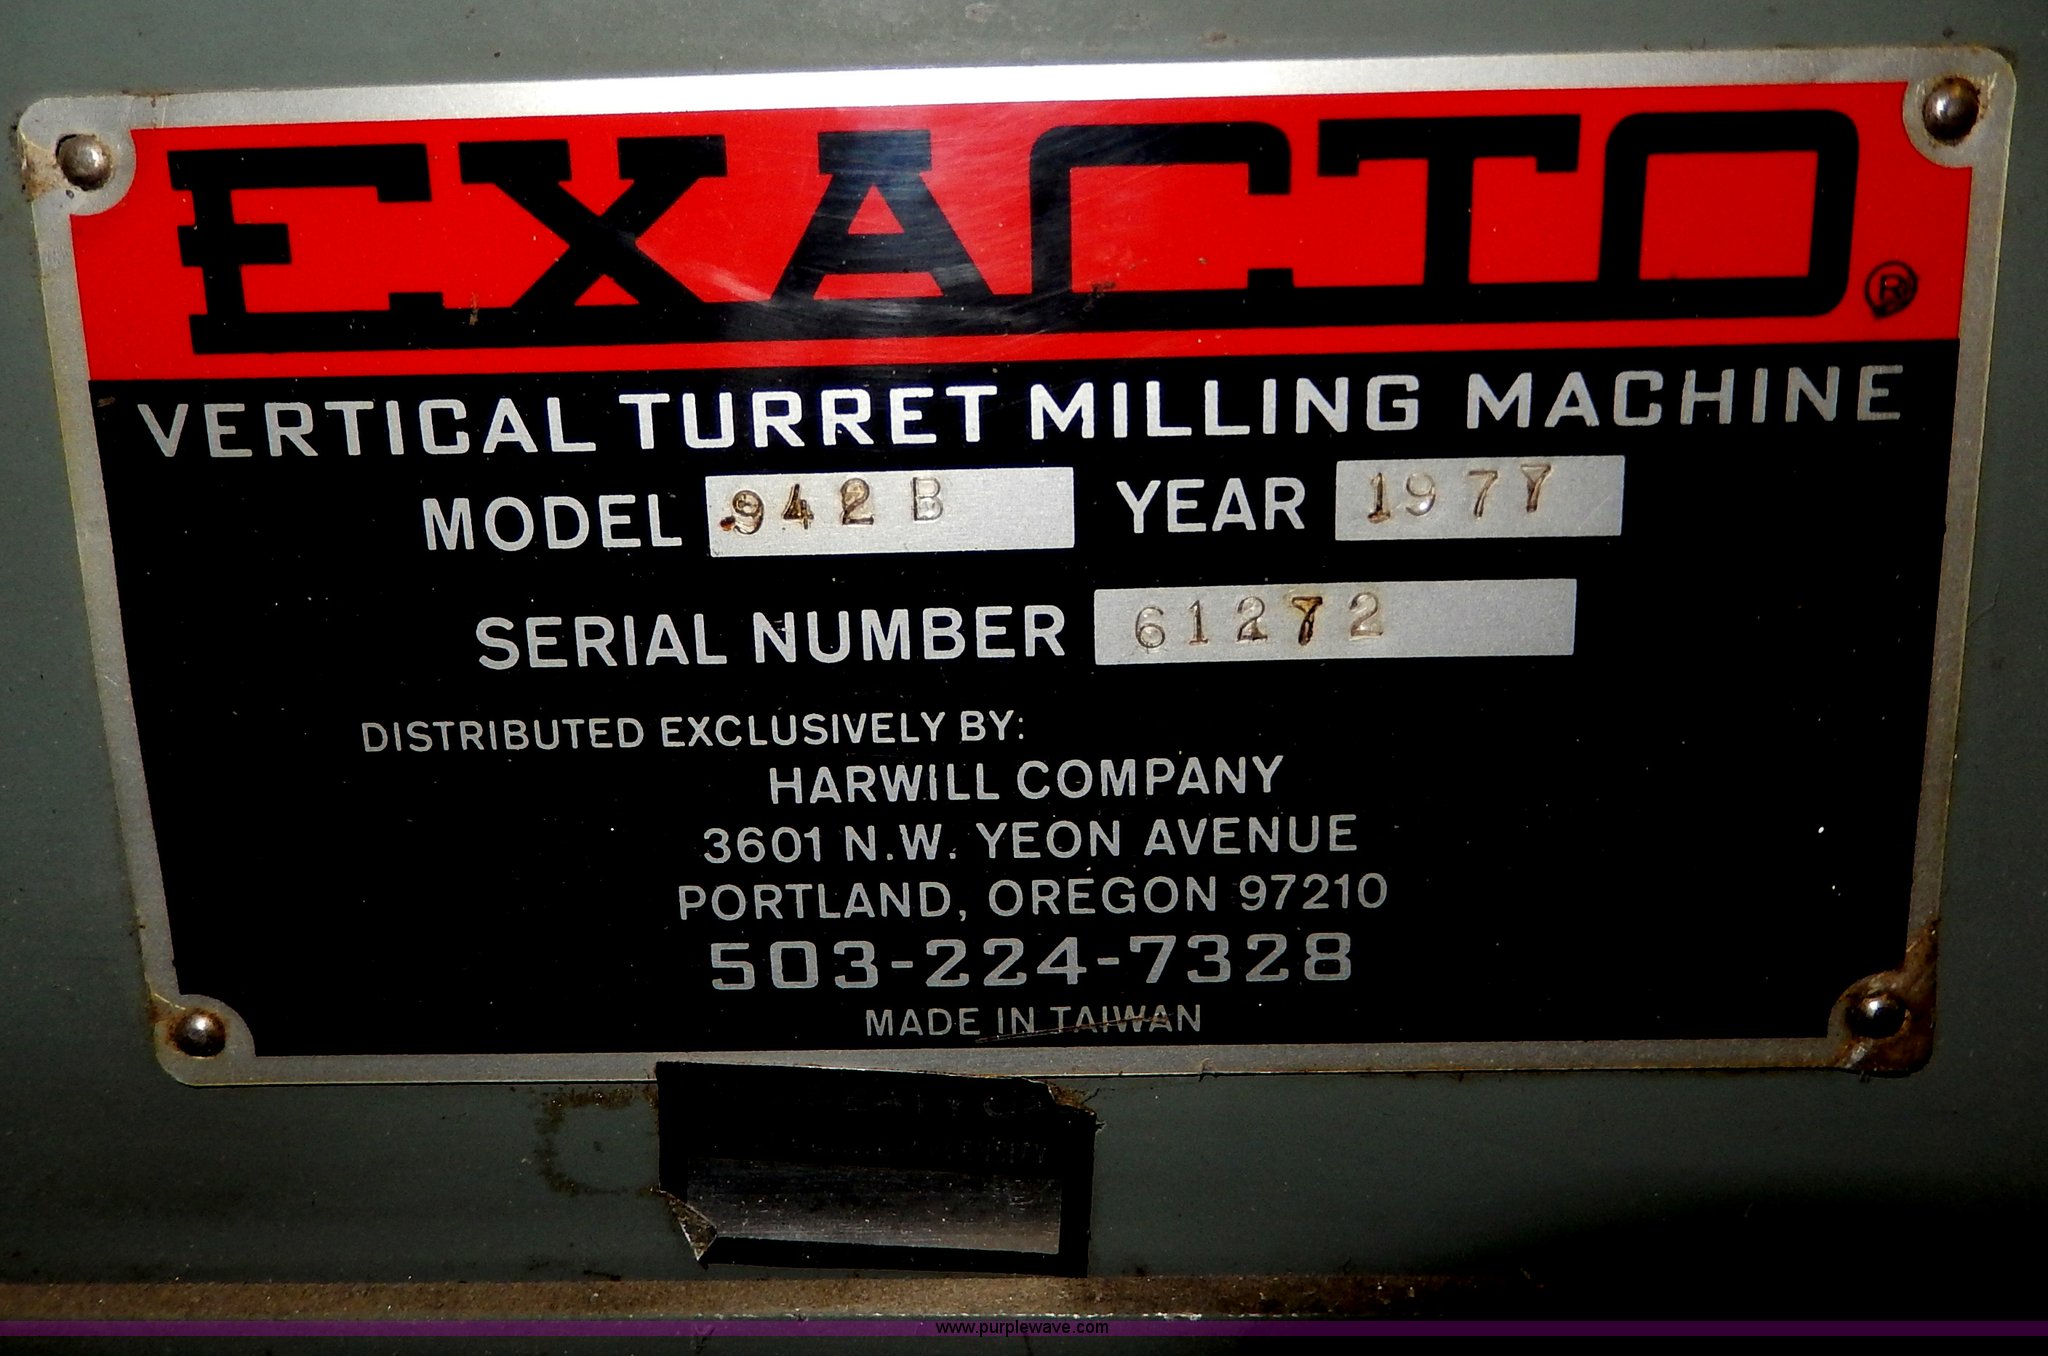 EXACTO ®
VERTICAL TURRET MILLING MACHINE
MODEL 942B YEAR 1977
SERIAL NUMBER 61272
DISTRIBUTED EXCLUSIVELY BY:
HARWILL COMPANY
3601 N.W. YEON AVENUE
PORTLAND, OREGON 97210
503-224-7328
MADE IN TAIWAN
www.purplewave.com